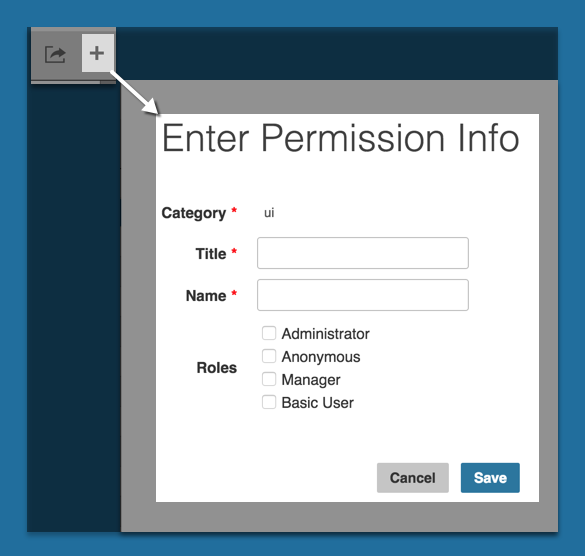 Enter Permission Info
Category * ui
Title *
Name *
Roles
Administrator
Anonymous
Manager
Basic User
Cancel Save